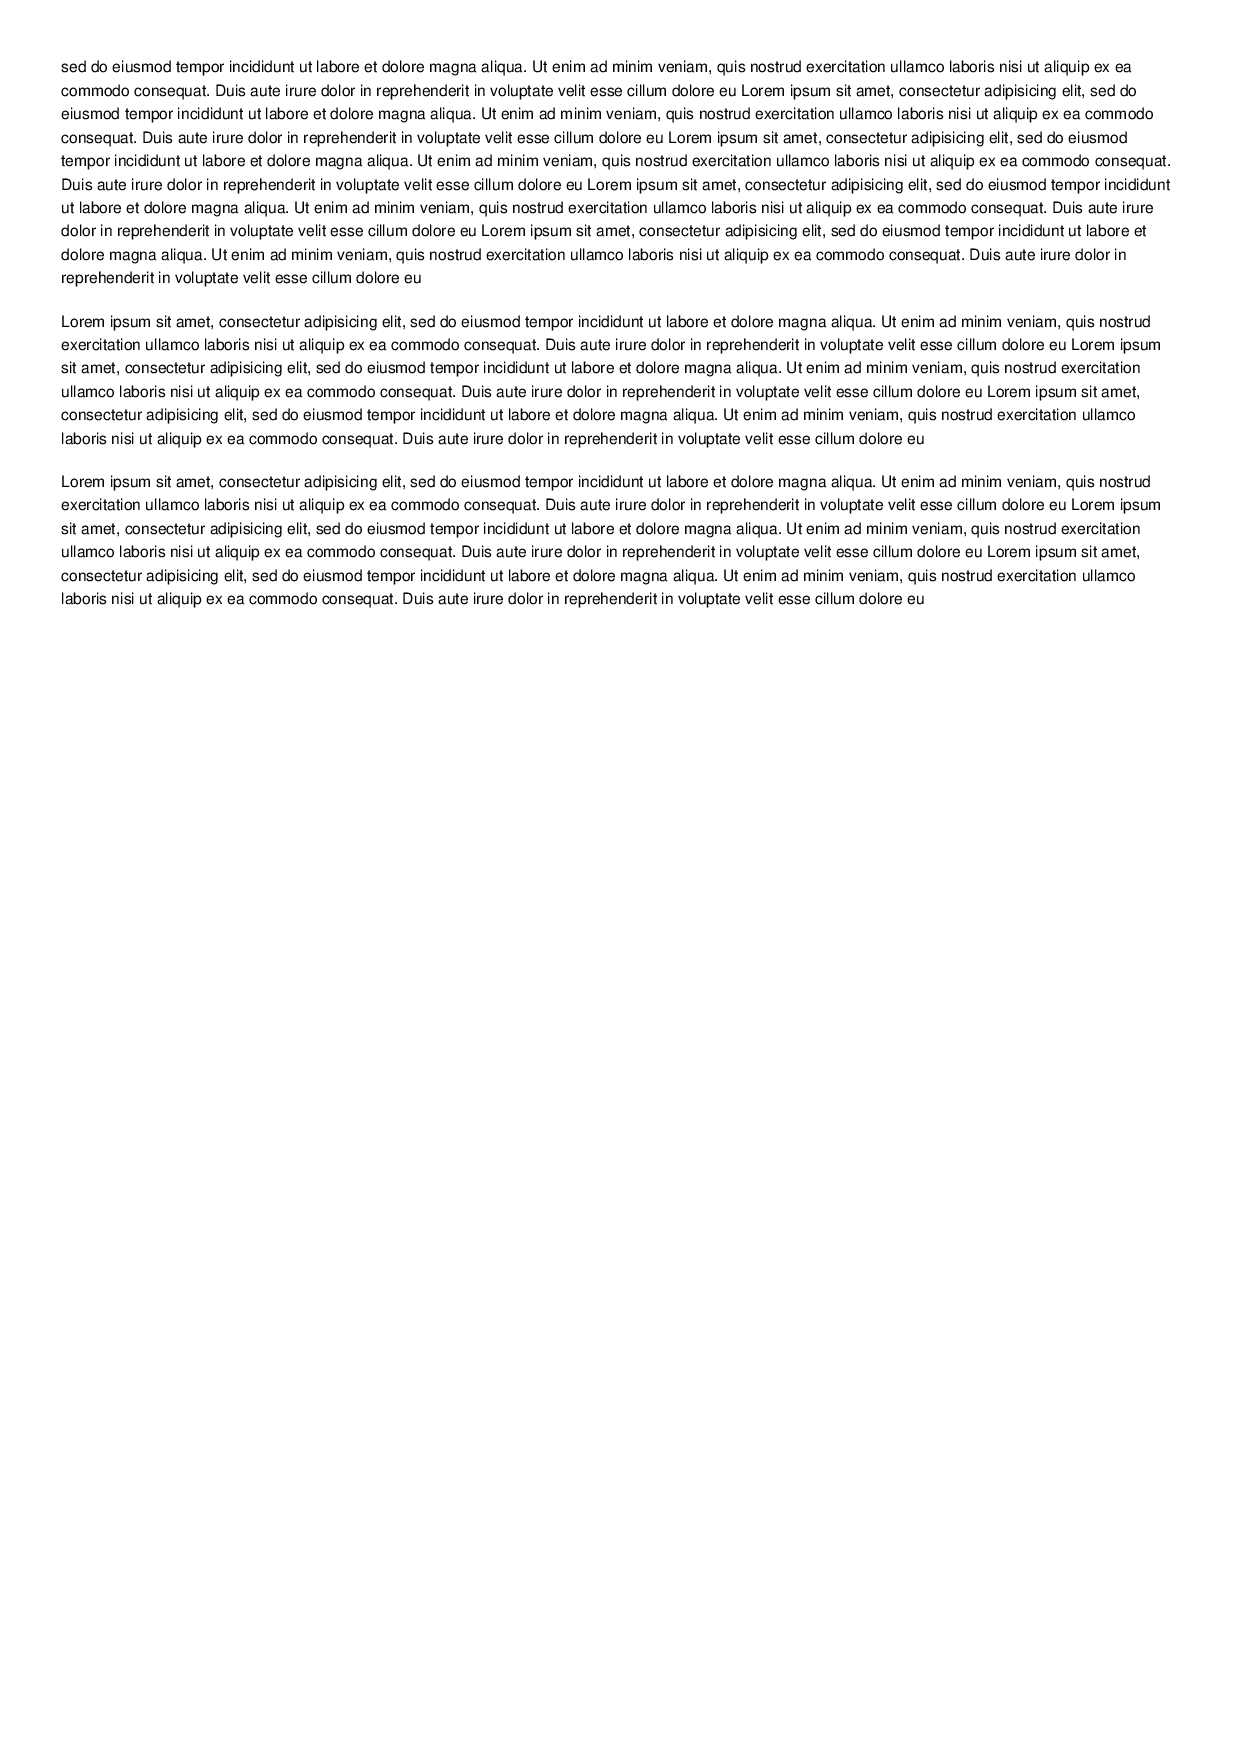 sed do eiusmod tempor incididunt ut labore et dolore magna aliqua. Ut enim ad minim veniam, quis nostrud exercitation ullamco laboris nisi ut aliquip ex ea
commodo consequat. Duis aute irure dolor in reprehenderit in voluptate velit esse cillum dolore eu Lorem ipsum sit amet, consectetur adipisicing elit, sed do
eiusmod tempor incididunt ut labore et dolore magna aliqua. Ut enim ad minim veniam, quis nostrud exercitation ullamco laboris nisi ut aliquip ex ea commodo
consequat. Duis aute irure dolor in reprehenderit in voluptate velit esse cillum dolore eu Lorem ipsum sit amet, consectetur adipisicing elit, sed do eiusmod
tempor incididunt ut labore et dolore magna aliqua. Ut enim ad minim veniam, quis nostrud exercitation ullamco laboris nisi ut aliquip ex ea commodo consequat.
Duis aute irure dolor in reprehenderit in voluptate velit esse cillum dolore eu Lorem ipsum sit amet, consectetur adipisicing elit, sed do eiusmod tempor incididunt
ut labore et dolore magna aliqua. Ut enim ad minim veniam, quis nostrud exercitation ullamco laboris nisi ut aliquip ex ea commodo consequat. Duis aute irure
dolor in reprehenderit in voluptate velit esse cillum dolore eu Lorem ipsum sit amet, consectetur adipisicing elit, sed do eiusmod tempor incididunt ut labore et
dolore magna aliqua. Ut enim ad minim veniam, quis nostrud exercitation ullamco laboris nisi ut aliquip ex ea commodo consequat. Duis aute irure dolor in
reprehenderit in voluptate velit esse cillum dolore eu
Lorem ipsum sit amet, consectetur adipisicing elit, sed do eiusmod tempor incididunt ut labore et dolore magna aliqua. Ut enim ad minim veniam, quis nostrud
exercitation ullamco laboris nisi ut aliquip ex ea commodo consequat. Duis aute irure dolor in reprehenderit in voluptate velit esse cillum dolore eu Lorem ipsum
sit amet, consectetur adipisicing elit, sed do eiusmod tempor incididunt ut labore et dolore magna aliqua. Ut enim ad minim veniam, quis nostrud exercitation
ullamco laboris nisi ut aliquip ex ea commodo consequat. Duis aute irure dolor in reprehenderit in voluptate velit esse cillum dolore eu Lorem ipsum sit amet,
consectetur adipisicing elit, sed do eiusmod tempor incididunt ut labore et dolore magna aliqua. Ut enim ad minim veniam, quis nostrud exercitation ullamco
laboris nisi ut aliquip ex ea commodo consequat. Duis aute irure dolor in reprehenderit in voluptate velit esse cillum dolore eu
Lorem ipsum sit amet, consectetur adipisicing elit, sed do eiusmod tempor incididunt ut labore et dolore magna aliqua. Ut enim ad minim veniam, quis nostrud
exercitation ullamco laboris nisi ut aliquip ex ea commodo consequat. Duis aute irure dolor in reprehenderit in voluptate velit esse cillum dolore eu Lorem ipsum
sit amet, consectetur adipisicing elit, sed do eiusmod tempor incididunt ut labore et dolore magna aliqua. Ut enim ad minim veniam, quis nostrud exercitation
ullamco laboris nisi ut aliquip ex ea commodo consequat. Duis aute irure dolor in reprehenderit in voluptate velit esse cillum dolore eu Lorem ipsum sit amet,
consectetur adipisicing elit, sed do eiusmod tempor incididunt ut labore et dolore magna aliqua. Ut enim ad minim veniam, quis nostrud exercitation ullamco
laboris nisi ut aliquip ex ea commodo consequat. Duis aute irure dolor in reprehenderit in voluptate velit esse cillum dolore eu